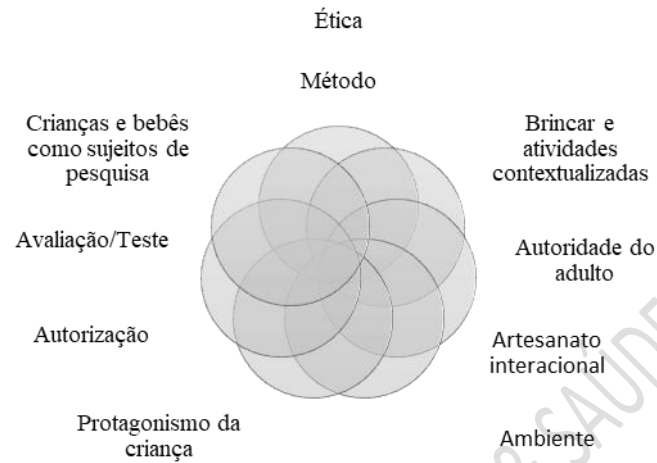 Ética
Método
Crianças e bebês
como sujeitos de
pesquisa
Brincar e
atividades
contextualizadas
Avaliação/Teste
Autoridade do
adulto
Autorização
Artesanato
interacional
Protagonismo da
criança
Ambiente
& SAÚDE